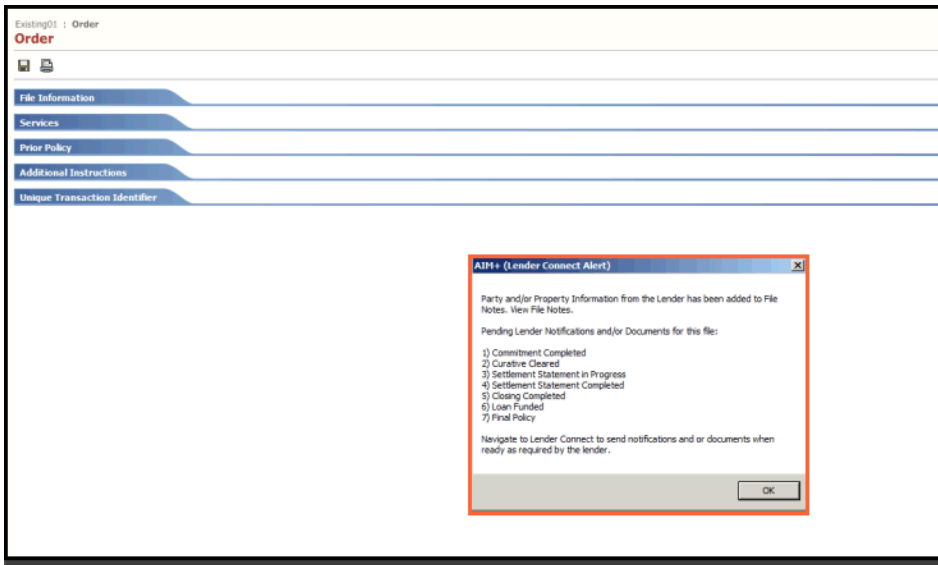 Existing01 : Order
Order
File Information
Services
Prior Policy
Additional Instructions
Unique Transaction Identifier
AIM+ (Lender Connect Alert)
Party and/or Property Information from the Lender has been added to File
Notes. View File Notes.
Pending Lender Notifications and/or Documents for this file:
1) Commitment Completed
2) Curative Cleared
3) Settlement Statement in Progress
4) Settlement Statement Completed
5) Closing Completed
6) Loan Funded
7) Final Policy
Navigate to Lender Connect to send notifications and or documents when
ready as required by the lender.
OK